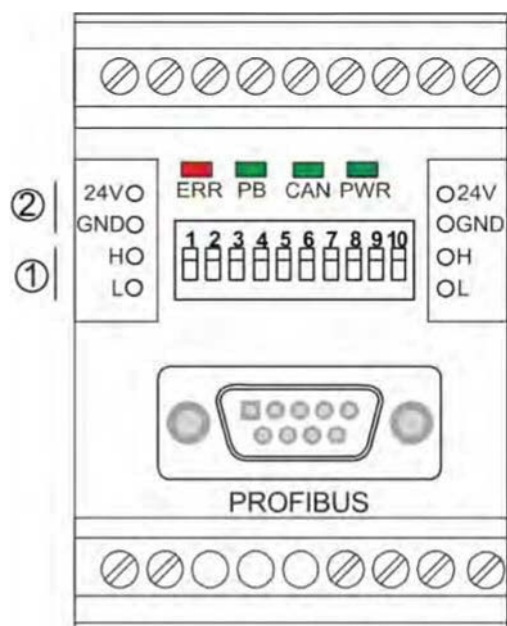 ERR PB CAN PWR
② 24V
GND
① H
L
1 2 3 4 5 6 7 8 9 10
24V
GND
H
L
PROFIBUS